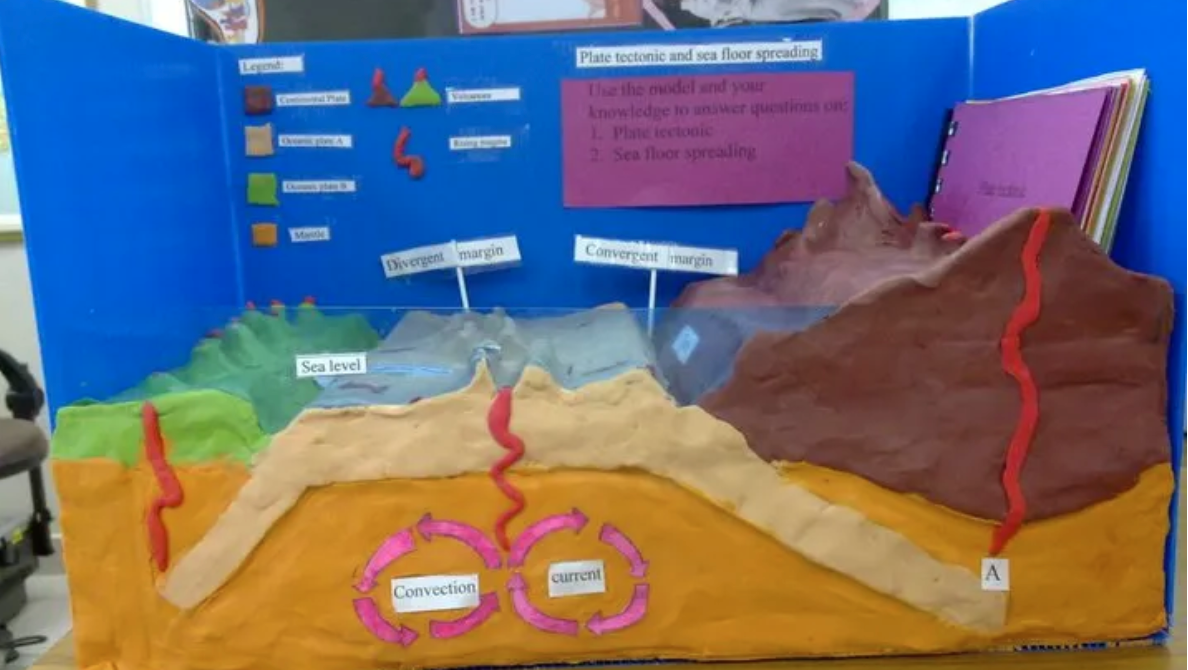 Plate tectonic and sea floor spreading
Legend:
Continental Plate
Volcanoes
Oceanic plate A
Rising magma
Oceanic plate B
Mantle
Use the model and your
knowledge to answer questions on:
1. Plate tectonic
2. Sea floor spreading
Plate tectonic
Divergent margin
Convergent margin
Sea level
Convection
current
A